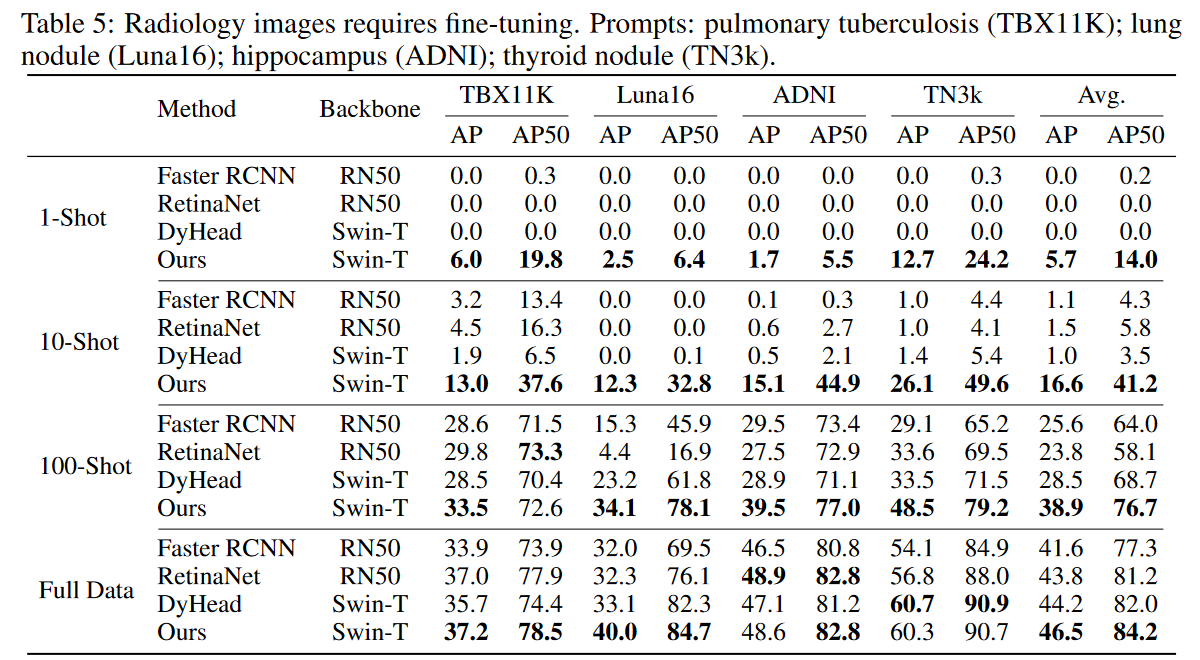 Table 5: Radiology images requires fine-tuning. Prompts: pulmonary tuberculosis (TBX11K); lung
nodule (Luna16); hippocampus (ADNI); thyroid nodule (TN3k).
Method Backbone TBX11K Luna16 ADNI TN3k Avg.
AP AP50 AP AP50 AP AP50 AP AP50 AP AP50
1-Shot
Faster RCNN RN50 0.0 0.3 0.0 0.0 0.0 0.0 0.0 0.3 0.0 0.2
RetinaNet RN50 0.0 0.0 0.0 0.0 0.0 0.0 0.0 0.0 0.0 0.0
DyHead Swin-T 0.0 0.0 0.0 0.0 0.0 0.0 0.0 0.0 0.0 0.0
Ours Swin-T 6.0 19.8 2.5 6.4 1.7 5.5 12.7 24.2 5.7 14.0
10-Shot
Faster RCNN RN50 3.2 13.4 0.0 0.0 0.1 0.3 1.0 4.4 1.1 4.3
RetinaNet RN50 4.5 16.3 0.0 0.0 0.6 2.7 1.0 4.1 1.5 5.8
DyHead Swin-T 1.9 6.5 0.0 0.1 0.5 2.1 1.4 5.4 1.0 3.5
Ours Swin-T 13.0 37.6 12.3 32.8 15.1 44.9 26.1 49.6 16.6 41.2
100-Shot
Faster RCNN RN50 28.6 71.5 15.3 45.9 29.5 73.4 29.1 65.2 25.6 64.0
RetinaNet RN50 29.8 73.3 4.4 16.9 27.5 72.9 33.6 69.5 23.8 58.1
DyHead Swin-T 28.5 70.4 23.2 61.8 28.9 71.1 33.5 71.5 28.5 68.7
Ours Swin-T 33.5 72.6 34.1 78.1 39.5 77.0 48.5 79.2 38.9 76.7
Full Data
Faster RCNN RN50 33.9 73.9 32.0 69.5 46.5 80.8 54.1 84.9 41.6 77.3
RetinaNet RN50 37.0 77.9 32.3 76.1 48.9 82.8 56.8 88.0 43.8 81.2
DyHead Swin-T 35.7 74.4 33.1 82.3 47.1 81.2 60.7 90.9 44.2 82.0
Ours Swin-T 37.2 78.5 40.0 84.7 48.6 82.8 60.3 90.7 46.5 84.2